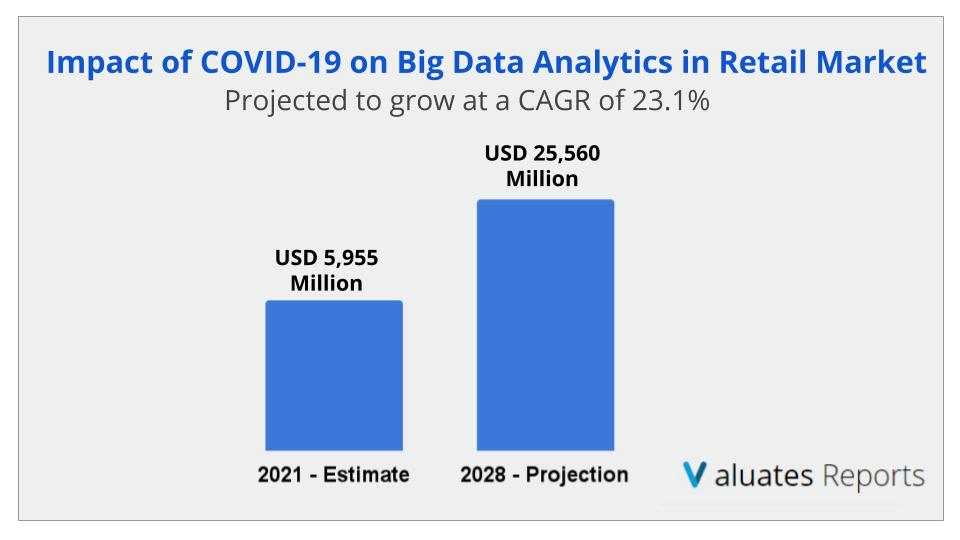 Impact of COVID-19 on Big Data Analytics in Retail Market
Projected to grow at a CAGR of 23.1%
USD 25,560
Million
USD 5,955
Million
2021 - Estimate
2028 - Projection
Valuates Reports